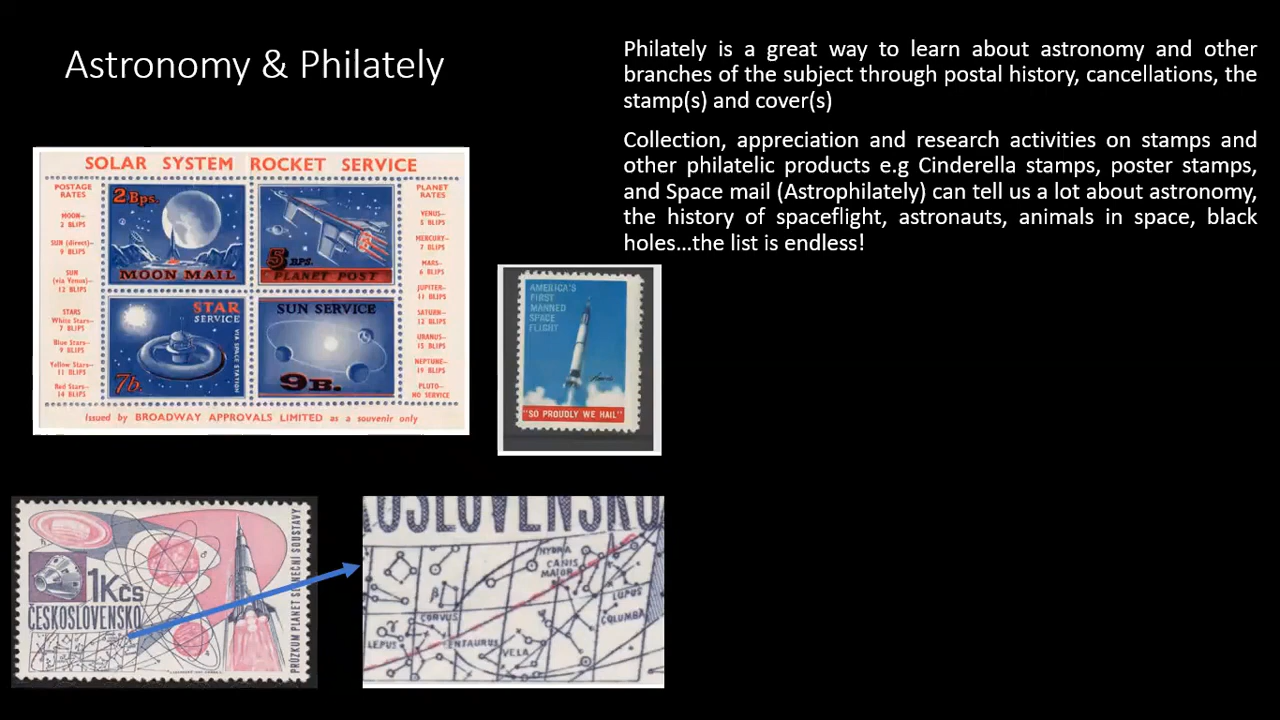 Astronomy & Philately
Philately is a great way to learn about astronomy and other
branches of the subject through postal history, cancellations, the
stamp(s) and cover(s)
Collection, appreciation and research activities on stamps and
other philatelic products e.g Cinderella stamps, poster stamps,
and Space mail (Astrophilately) can tell us a lot about astronomy,
the history of spaceflight, astronauts, animals in space, black
holes...the list is endless!
SOLAR SYSTEM ROCKET SERVICE
POSTAGE
RATES
MOON—
2 BLIPS
SUN (direct)
9 BLIPS
SUN
(via Venus)—
12 BLIPS
STARS
White Stars—
7 BLIPS
Blue Stars—
9 BLIPS
Yellow Stars—
11 BLIPS
Red Stars—
14 BLIPS
2 Bps.
MOON MAIL
5 BPS.
PLANET POST
STAR
SERVICE
VIA SPACE STATION
7b.
SUN SERVICE
9B.
PLANET
RATES
VENUS—
5 BLIPS
MERCURY—
7 BLIPS
MARS—
6 BLIPS
JUPITER—
11 BLIPS
SATURN—
12 BLIPS
URANUS—
15 BLIPS
NEPTUNE—
19 BLIPS
PLUTO—
NO SERVICE
Issued by BROADWAY APPROVALS LIMITED as a souvenir only
AMERICA'S
FIRST
MANNED
SPACE
FLIGHT
"SO PROUDLY WE HAIL"
1Kčs
ČESKOSLOVENSKO
PRŮZKUM PLANET SLUNEČNÍ SOUSTAVY
KOSLOVENSKO
HYDRA
CANIS
MAIOR
β
LUPUS
CORVUS
COLUMBA
γ
LEPUS
ENTAURUS
VELA